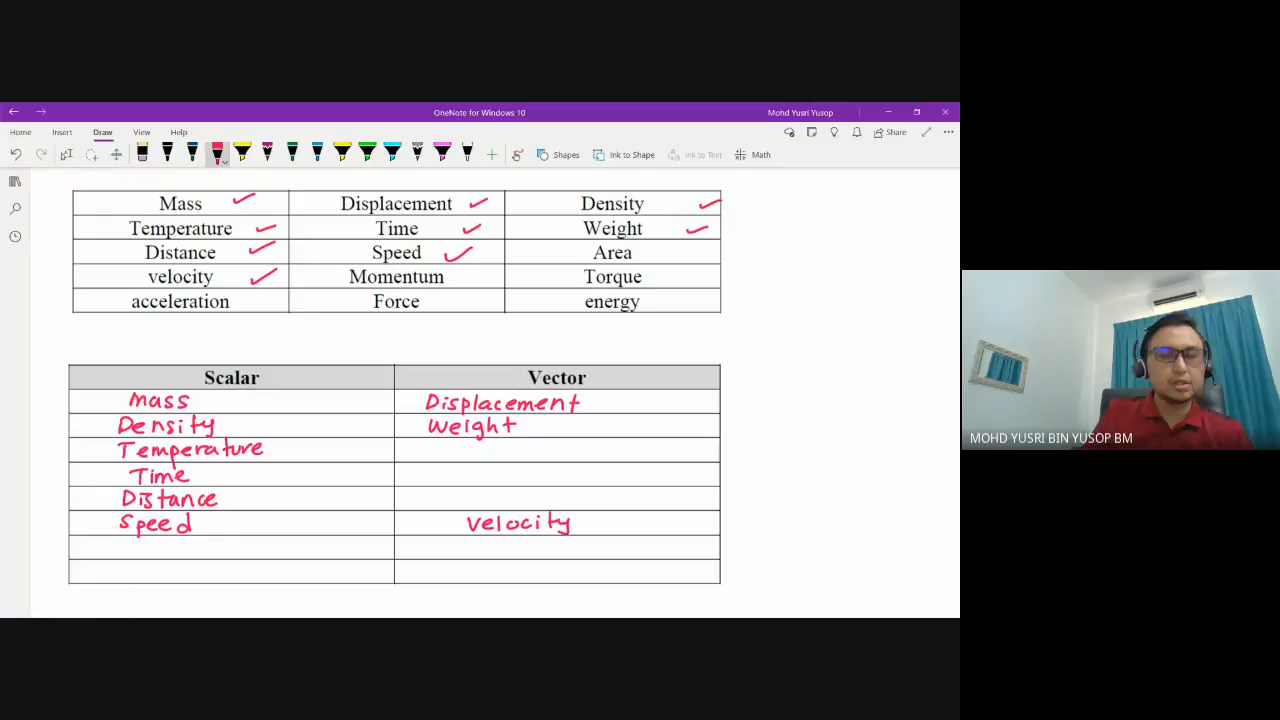 OneNote for Windows 10
Mohd Yusri Yusop
Home Insert Draw View Help
Share
Shapes Ink to Shape Ink to Text Math
Mass Displacement Density
Temperature Time Weight
Distance Speed Area
velocity Momentum Torque
acceleration Force energy
Scalar Vector
Mass Displacement
Density Weight
Temperature
Time
Distance
Speed Velocity
MOHD YUSRI BIN YUSOP BM